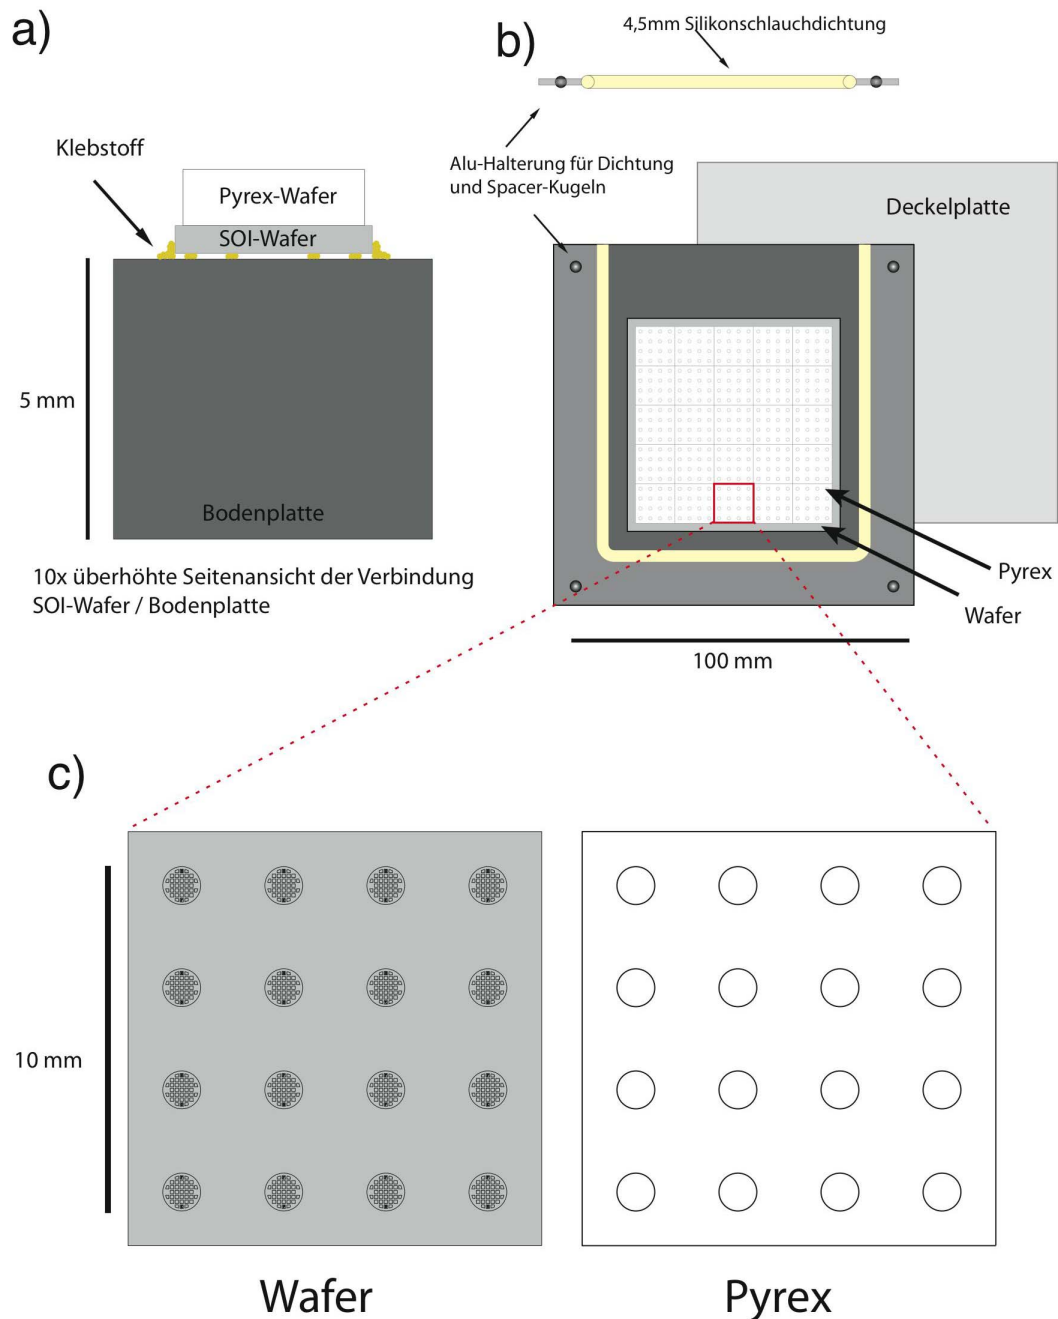 a)
b)
4,5mm Silikonschlauchdichtung
Klebstoff
Alu-Halterung für Dichtung
und Spacer-Kugeln
Pyrex-Wafer
SOI-Wafer
Deckelplatte
5 mm
Bodenplatte
10x überhöhte Seitenansicht der Verbindung
SOI-Wafer / Bodenplatte
Pyrex
Wafer
100 mm
c)
10 mm
Wafer
Pyrex